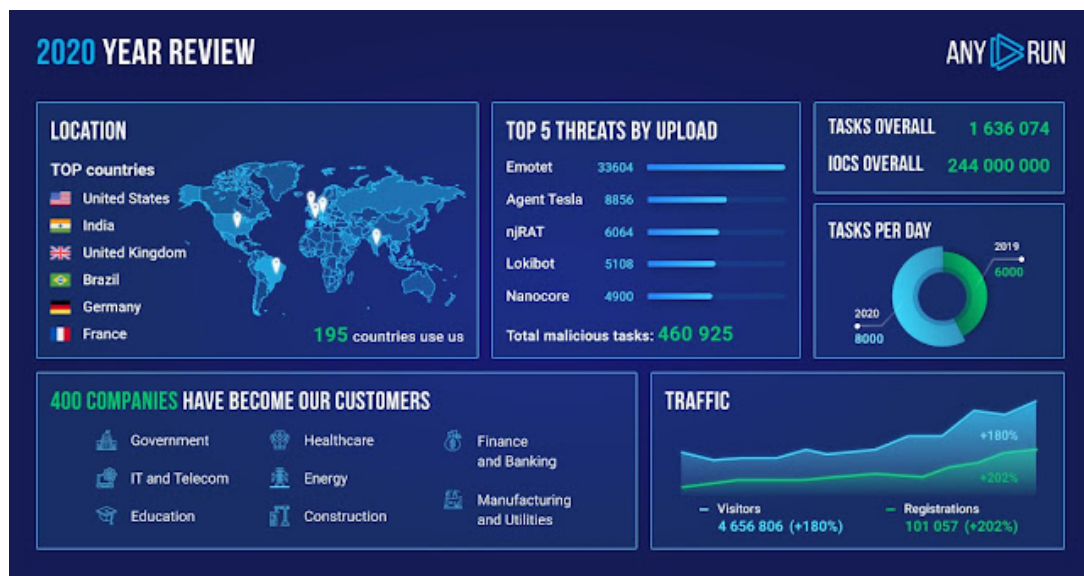 2020 YEAR REVIEW
ANY RUN
LOCATION
TOP countries
United States
India
United Kingdom
Brazil
Germany
France
195 countries use us
TOP 5 THREATS BY UPLOAD
Emotet 33604
Agent Tesla 8856
njRAT 6064
Lokibot 5108
Nanocore 4900
Total malicious tasks: 460 925
TASKS OVERALL 1 636 074
IOCS OVERALL 244 000 000
TASKS PER DAY
2019
6000
2020
8000
400 COMPANIES HAVE BECOME OUR CUSTOMERS
Government
IT and Telecom
Education
Healthcare
Energy
Construction
Finance
and Banking
Manufacturing
and Utilities
TRAFFIC
+180%
+202%
Visitors
4 656 806 (+180%)
Registrations
101 057 (+202%)